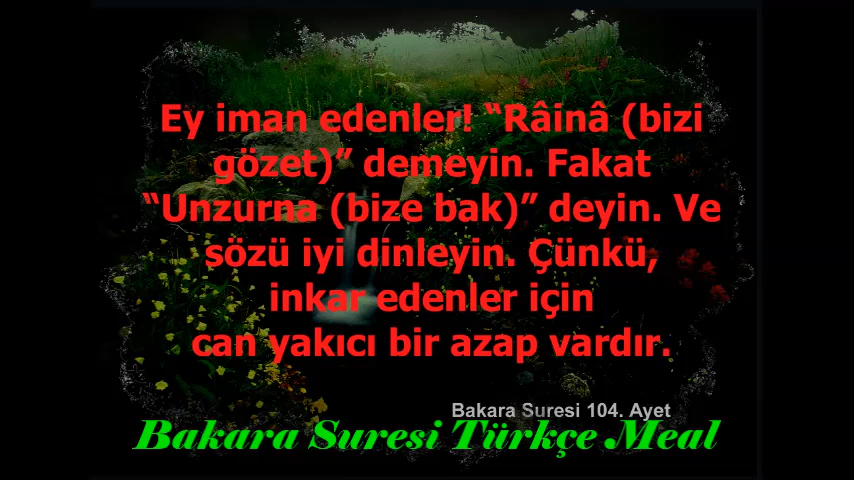 Ey iman edenler! “Râinâ (bizi
gözet)” demeyin. Fakat
“Unzurna (bize bak)” deyin. Ve
sözü iyi dinleyin. Çünkü,
inkar edenler için
can yakıcı bir azap vardır.
Bakara Suresi 104. Ayet
Bakara Suresi Türkçe Meal